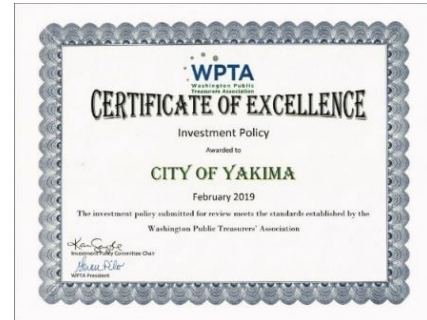 WPTA
Washington Public
Treasurers Association
CERTIFICATE OF EXCELLENCE
Investment Policy
Awarded to
CITY OF YAKIMA
February 2019
The investment policy submitted for review meets the standards established by the
Washington Public Treasurers' Association
Investment Policy Committee Chair
WPTA President